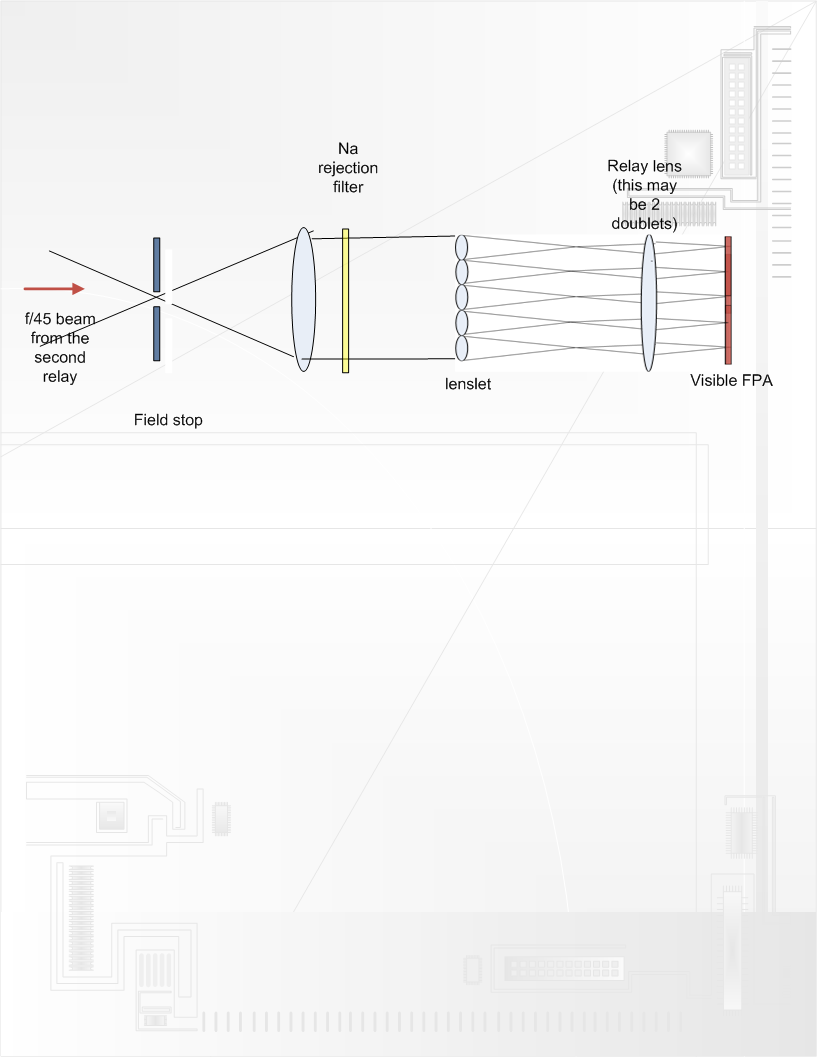 Na
rejection
filter
Relay lens
(this may
be 2
doublets)
f/45 beam
from the
second
relay
lenslet
Visible FPA
Field stop